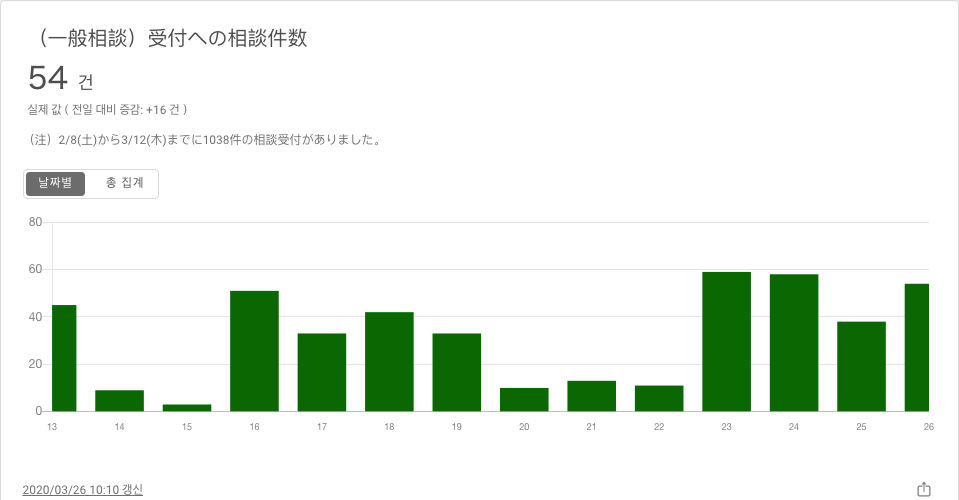 （一般相談）受付への相談件数
54 건
실제 값 ( 전일 대비 증감: +16 건 )
（注）2/8(土)から3/12(木)までに1038件の相談受付がありました。
날짜별 총 집계
80
60
40
20
0
13 14 15 16 17 18 19 20 21 22 23 24 25 26
2020/03/26 10:10 갱신